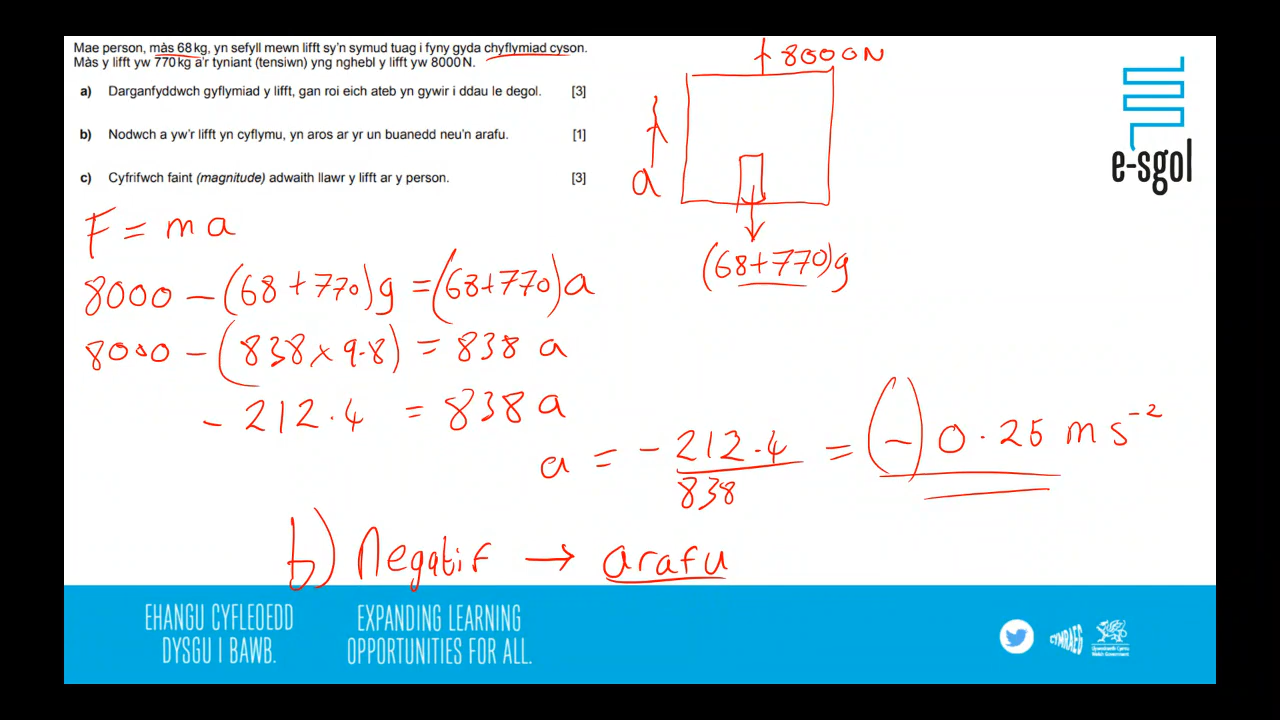 Mae person, màs 68 kg, yn sefyll mewn lifft sy'n symud tuag i fyny gyda chyflymiad cyson.
Màs y lifft yw 770 kg a'r tyniant (tensiwn) yng nghebl y lifft yw 8000 N.
a) Darganfyddwch gyflymiad y lifft, gan roi eich ateb yn gywir i ddau le degol. [3]
b) Nodwch a yw'r lifft yn cyflymu, yn aros ar yr un buanedd neu'n arafu. [1]
c) Cyfrifwch faint (magnitude) adwaith llawr y lifft ar y person. [3]
8000N
a
(68+770)g
e-sgol
F = ma
8000 - (68+770)g = (68+770)a
8000 - (838 x 9.8) = 838 a
- 212.4 = 838 a
a = - 212.4 / 838 = (-) 0.25 m s⁻²
b) Negatif → arafu
EHANGU CYFLEOEDD
DYSGU I BAWB.
EXPANDING LEARNING
OPPORTUNITIES FOR ALL.
CYMRAEG
Llywodraeth Cymru
Welsh Government